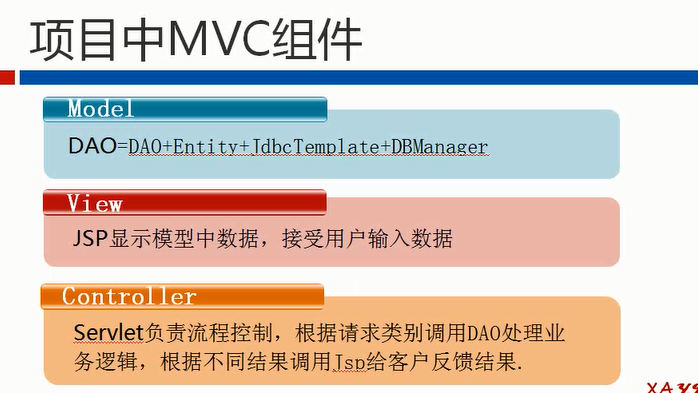 项目中MVC组件
Model
DAO=DAO+Entity+JdbcTemplate+DBManager
View
JSP显示模型中数据，接受用户输入数据
Controller
Servlet负责流程控制，根据请求类别调用DAO处理业
务逻辑，根据不同结果调用Jsp给客户反馈结果.